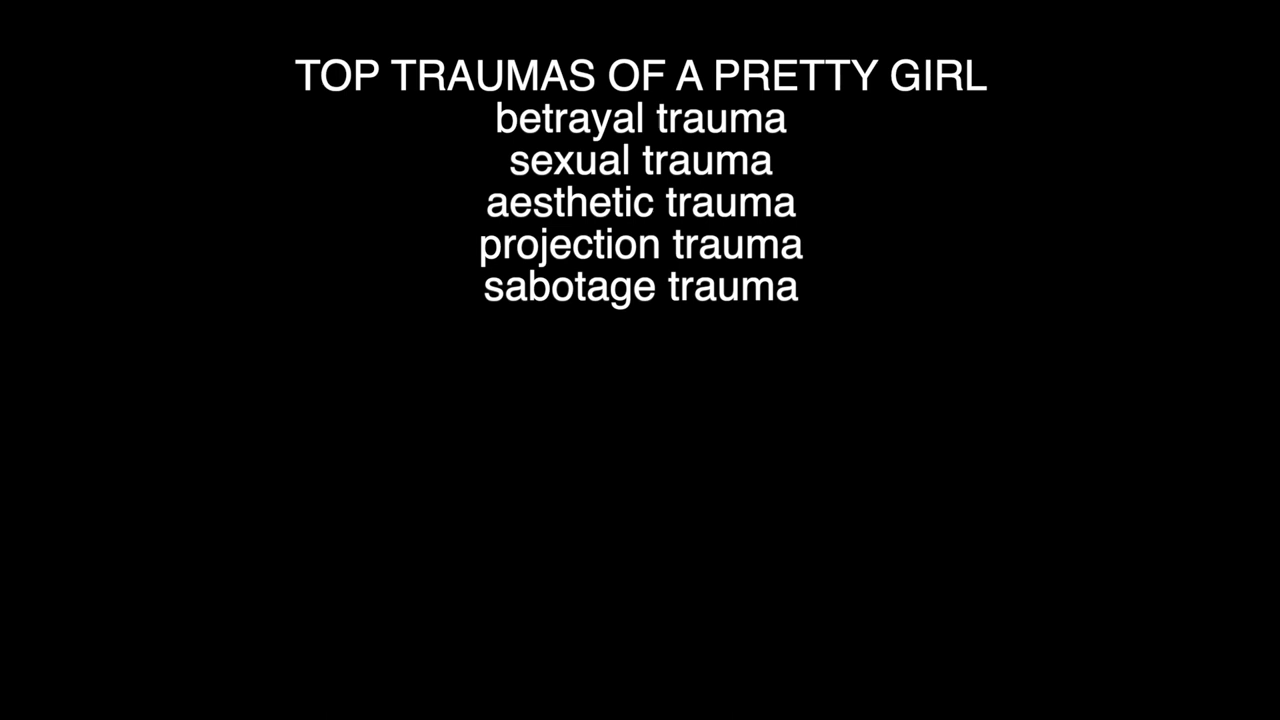 TOP TRAUMAS OF A PRETTY GIRL
betrayal trauma
sexual trauma
aesthetic trauma
projection trauma
sabotage trauma